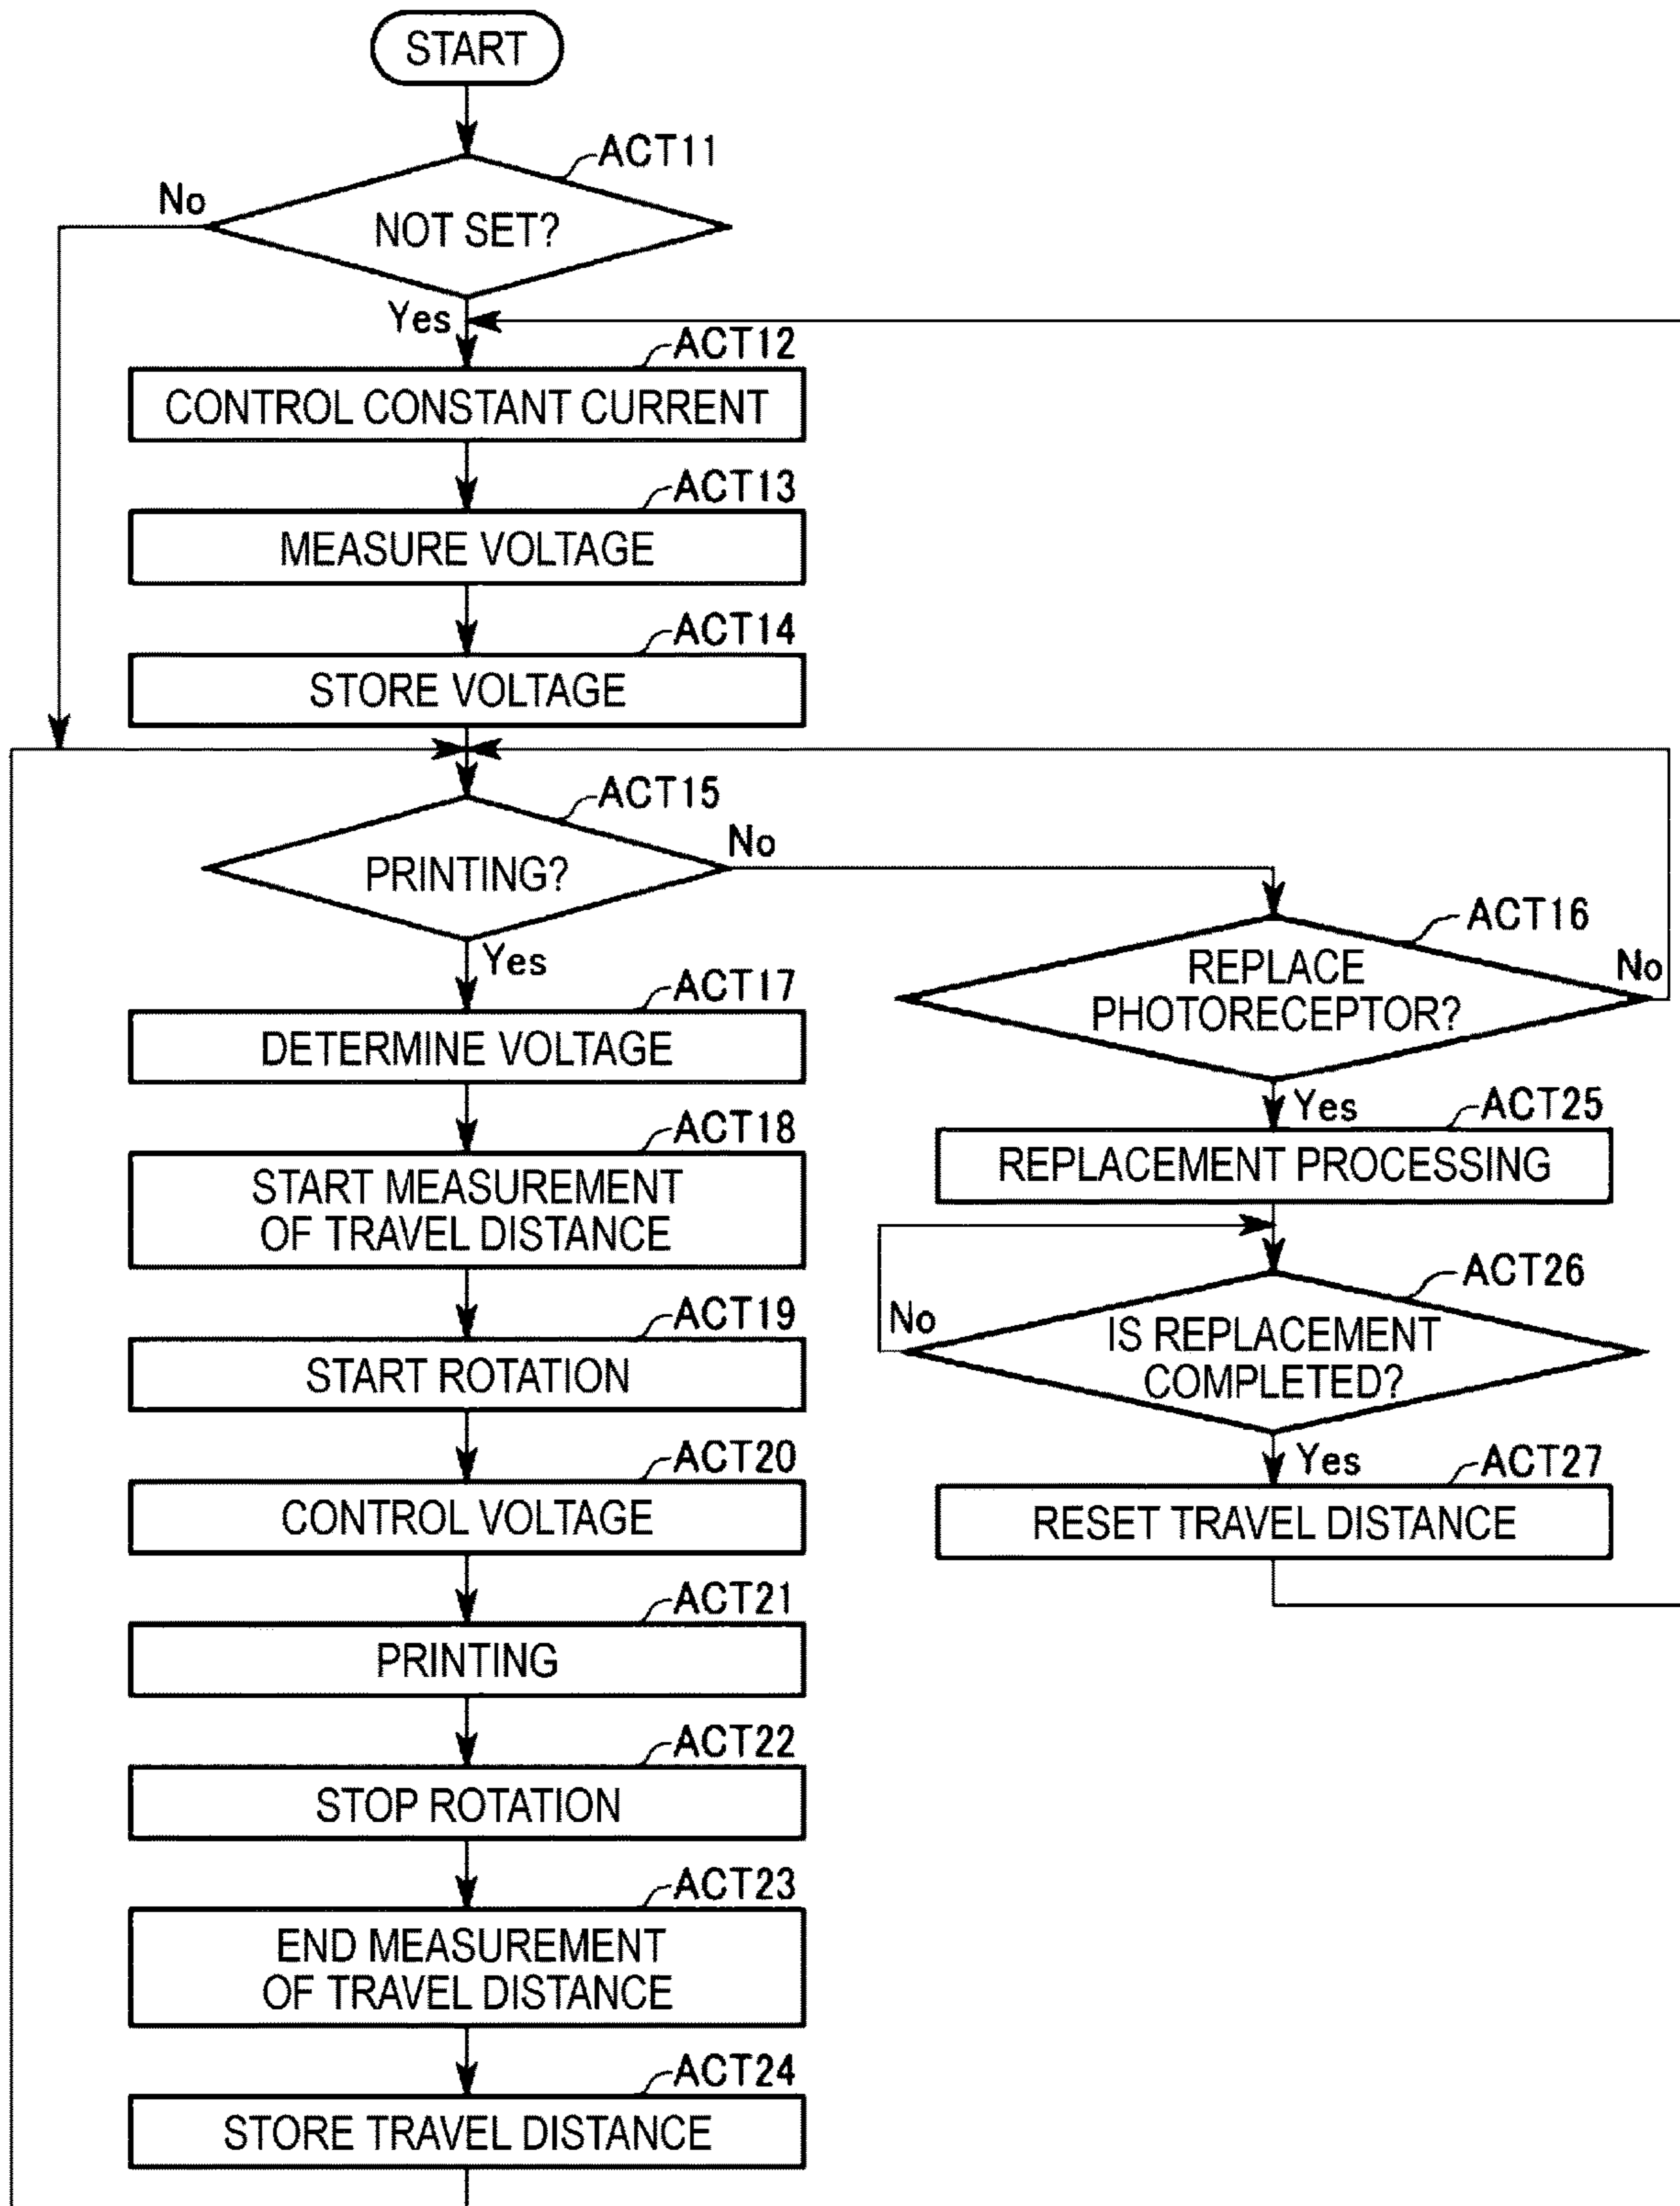 START
ACT11
No
NOT SET?
Yes
ACT12
CONTROL CONSTANT CURRENT
ACT13
MEASURE VOLTAGE
ACT14
STORE VOLTAGE
ACT15
No
PRINTING?
Yes
ACT16
REPLACE
PHOTORECEPTOR?
No
ACT17
DETERMINE VOLTAGE
Yes
ACT25
REPLACEMENT PROCESSING
ACT18
START MEASUREMENT
OF TRAVEL DISTANCE
ACT26
No
IS REPLACEMENT
COMPLETED?
ACT19
START ROTATION
Yes
ACT27
RESET TRAVEL DISTANCE
ACT20
CONTROL VOLTAGE
ACT21
PRINTING
ACT22
STOP ROTATION
ACT23
END MEASUREMENT
OF TRAVEL DISTANCE
ACT24
STORE TRAVEL DISTANCE